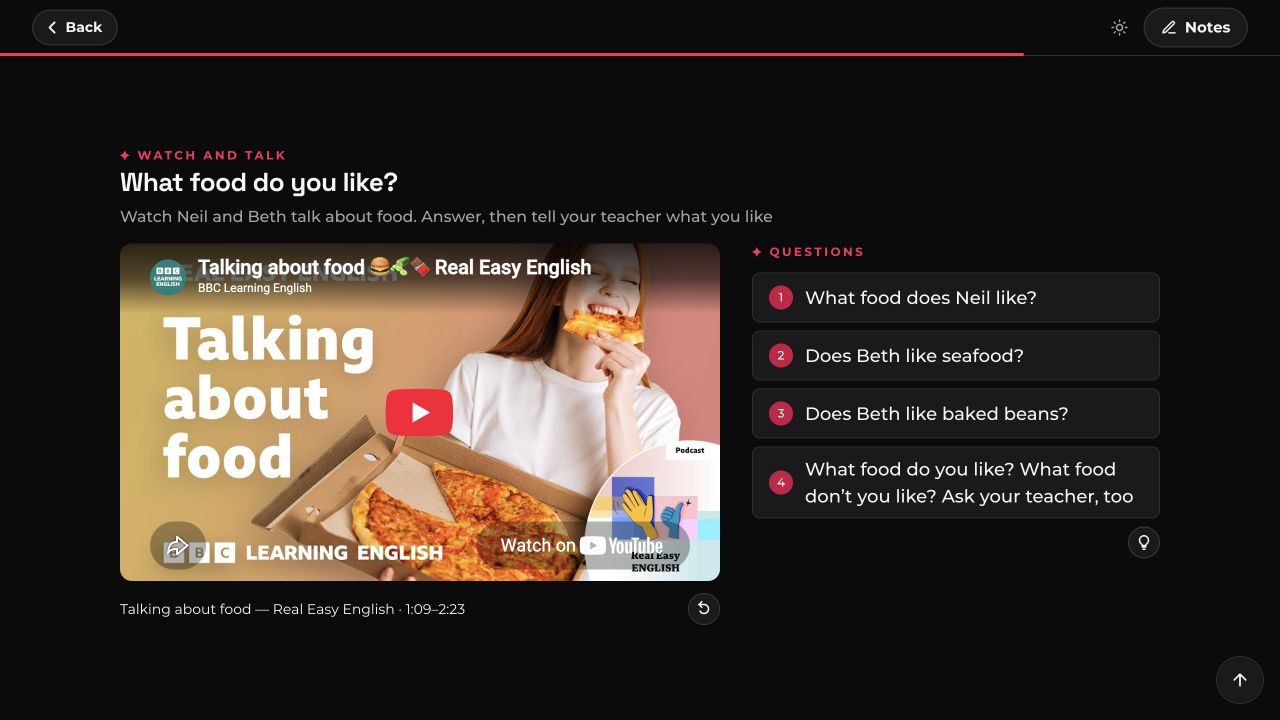 Back
Notes
WATCH AND TALK
What food do you like?
Watch Neil and Beth talk about food. Answer, then tell your teacher what you like
Talking about food 🍔🥦🍫 Real Easy English
BBC Learning English
BBC
LEARNING
ENGLISH
Talking
about
food
Podcast
Real Easy
ENGLISH
BBC LEARNING ENGLISH
Watch on YouTube
Talking about food — Real Easy English · 1:09–2:23
QUESTIONS
1 What food does Neil like?
2 Does Beth like seafood?
3 Does Beth like baked beans?
4 What food do you like? What food
don’t you like? Ask your teacher, too